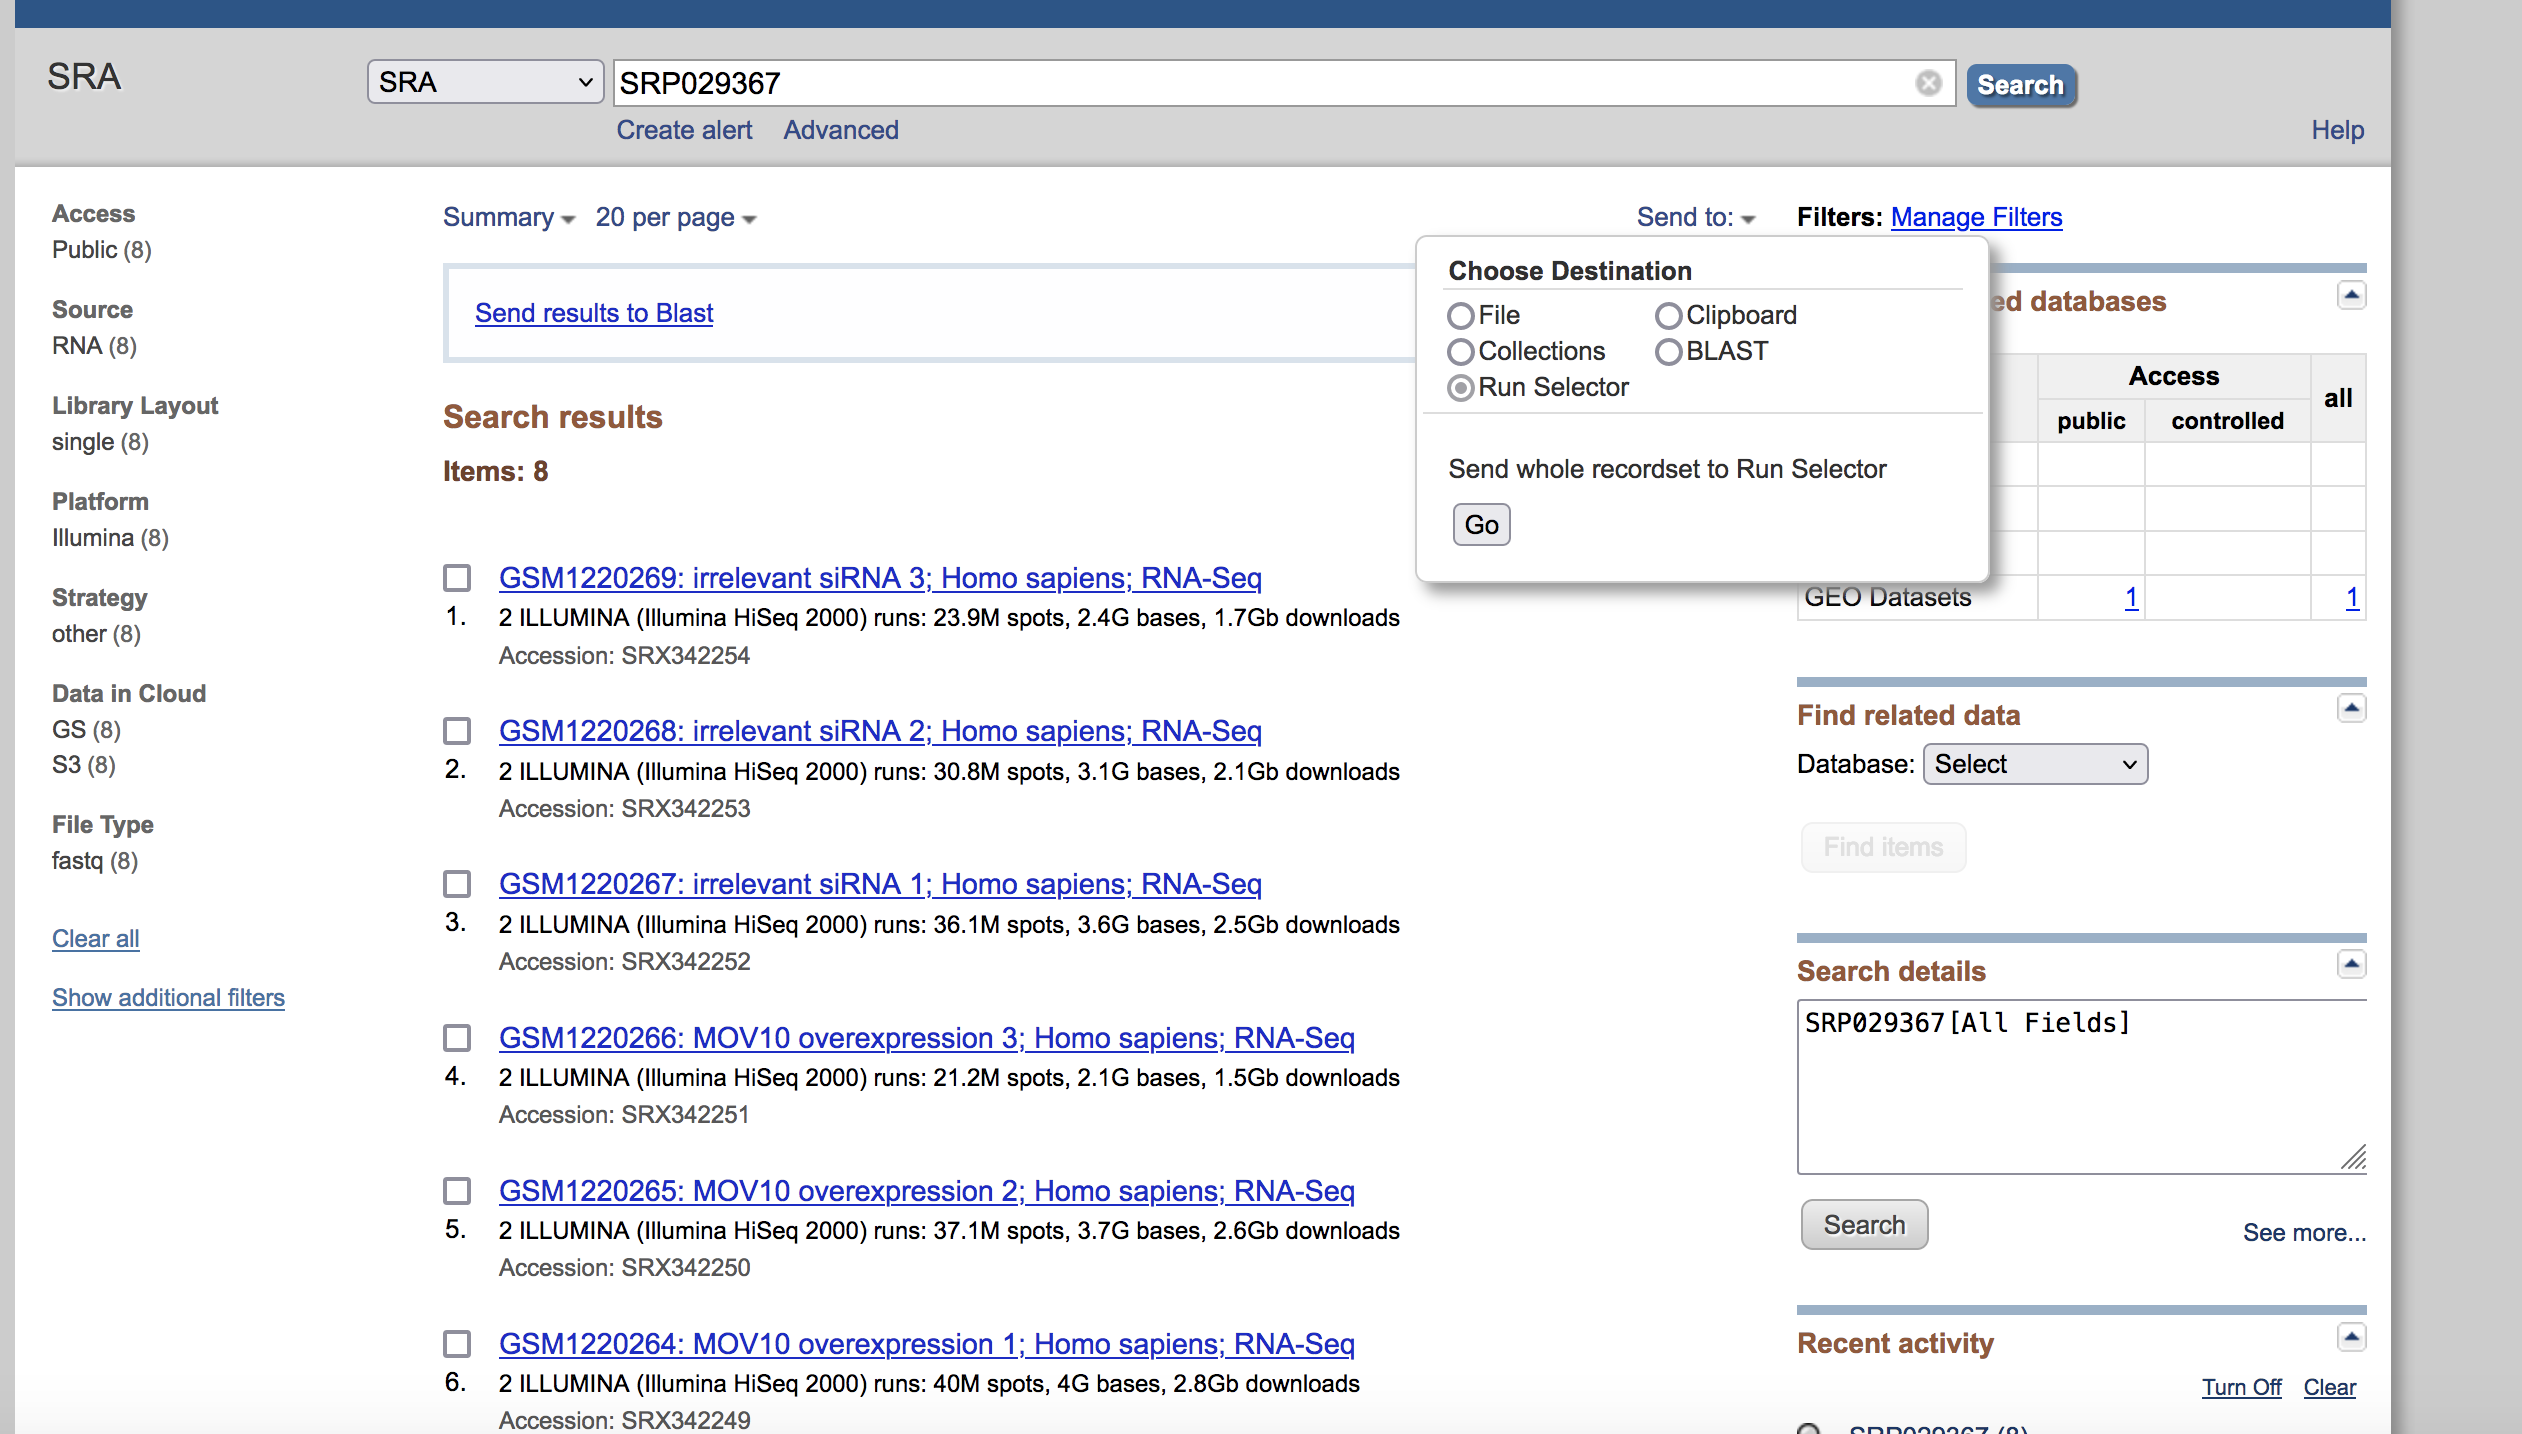 SRA
SRA
SRP029367
Search
Create alert
Advanced
Help
Access
Public (8)
Source
RNA (8)
Library Layout
single (8)
Platform
Illumina (8)
Strategy
other (8)
Data in Cloud
GS (8)
S3 (8)
File Type
fastq (8)
Clear all
Show additional filters
Summary
20 per page
Send to:
Send results to Blast
Search results
Items: 8
Choose Destination
File
Clipboard
Collections
BLAST
Run Selector
Send whole recordset to Run Selector
Go
GSM1220269: irrelevant siRNA 3; Homo sapiens; RNA-Seq
1. 2 ILLUMINA (Illumina HiSeq 2000) runs: 23.9M spots, 2.4G bases, 1.7Gb downloads
Accession: SRX342254
GSM1220268: irrelevant siRNA 2; Homo sapiens; RNA-Seq
2. 2 ILLUMINA (Illumina HiSeq 2000) runs: 30.8M spots, 3.1G bases, 2.1Gb downloads
Accession: SRX342253
GSM1220267: irrelevant siRNA 1; Homo sapiens; RNA-Seq
3. 2 ILLUMINA (Illumina HiSeq 2000) runs: 36.1M spots, 3.6G bases, 2.5Gb downloads
Accession: SRX342252
GSM1220266: MOV10 overexpression 3; Homo sapiens; RNA-Seq
4. 2 ILLUMINA (Illumina HiSeq 2000) runs: 21.2M spots, 2.1G bases, 1.5Gb downloads
Accession: SRX342251
GSM1220265: MOV10 overexpression 2; Homo sapiens; RNA-Seq
5. 2 ILLUMINA (Illumina HiSeq 2000) runs: 37.1M spots, 3.7G bases, 2.6Gb downloads
Accession: SRX342250
GSM1220264: MOV10 overexpression 1; Homo sapiens; RNA-Seq
6. 2 ILLUMINA (Illumina HiSeq 2000) runs: 40M spots, 4G bases, 2.8Gb downloads
Accession: SRX342249
Filters: Manage Filters
ed databases
Access
all
public
controlled
GEO Datasets 1 1
Find related data
Database: Select
Find items
Search details
SRP029367[All Fields]
Search
See more...
Recent activity
Turn Off
Clear
SRP029367 (8)